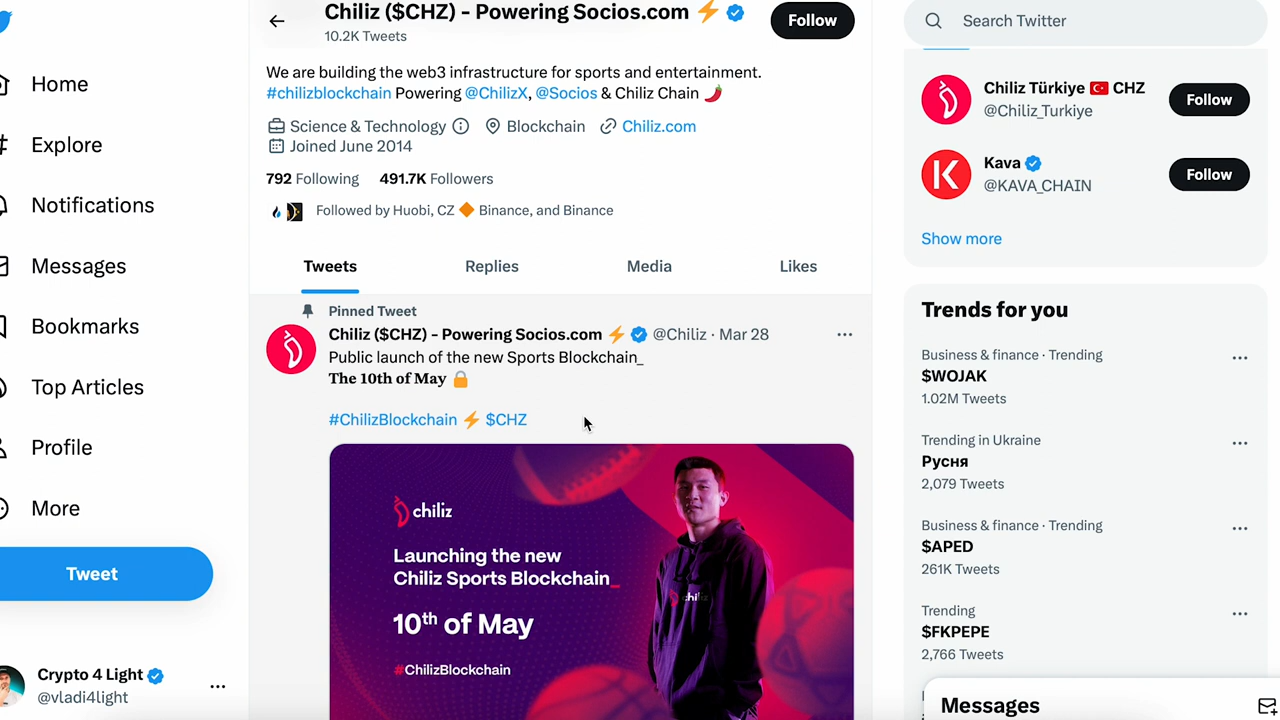 Home
Explore
Notifications
Messages
Bookmarks
Top Articles
Profile
More
Tweet
Crypto 4 Light
@vladi4light
Chiliz ($CHZ) - Powering Socios.com ⚡
10.2K Tweets
Follow
We are building the web3 infrastructure for sports and entertainment.
#chilizblockchain Powering @ChilizX, @Socios & Chiliz Chain 🌶️
Science & Technology Blockchain Chiliz.com
Joined June 2014
792 Following 491.7K Followers
Followed by Huobi, CZ 🔶 Binance, and Binance
Tweets Replies Media Likes
Pinned Tweet
Chiliz ($CHZ) - Powering Socios.com ⚡ @Chiliz · Mar 28
Public launch of the new Sports Blockchain_
The 10th of May 🔒
#ChilizBlockchain ⚡ $CHZ
chiliz
Launching the new
Chiliz Sports Blockchain_
10th of May
#ChilizBlockchain
chiliz
Search Twitter
Chiliz Türkiye 🇹🇷 CHZ
@Chiliz_Turkiye
Follow
Kava
@KAVA_CHAIN
Follow
Show more
Trends for you
Business & finance · Trending
$WOJAK
1.02M Tweets
Trending in Ukraine
Русня
2,079 Tweets
Business & finance · Trending
$APED
261K Tweets
Trending
$FKPEPE
2,766 Tweets
Messages